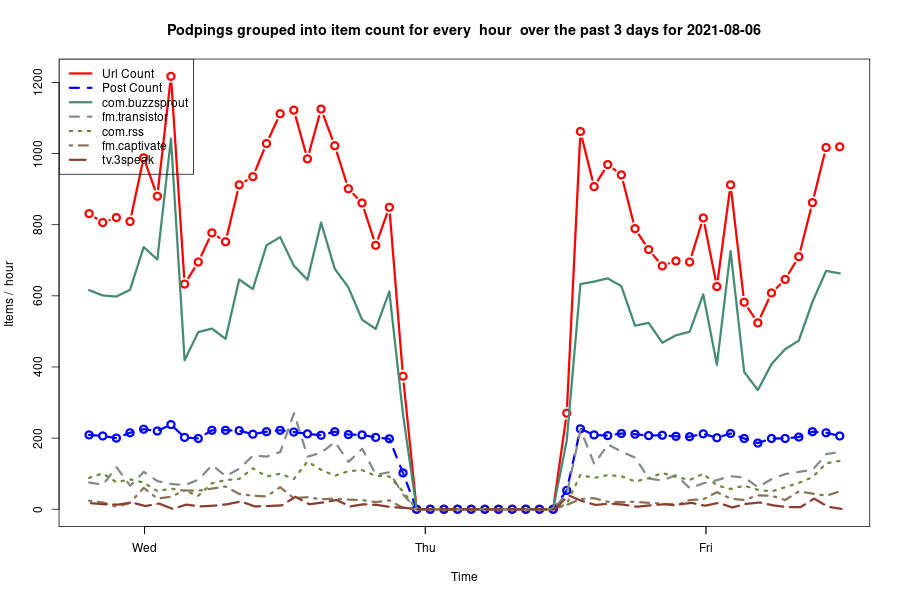 Podpings grouped into item count for every  hour  over the past 3 days for 2021-08-06
Url Count
Post Count
com.buzzsprout
fm.transistor
com.rss
fm.captivate
tv.3speak
Items /  hour
1200
1000
800
600
400
200
0
Wed
Thu
Fri
Time